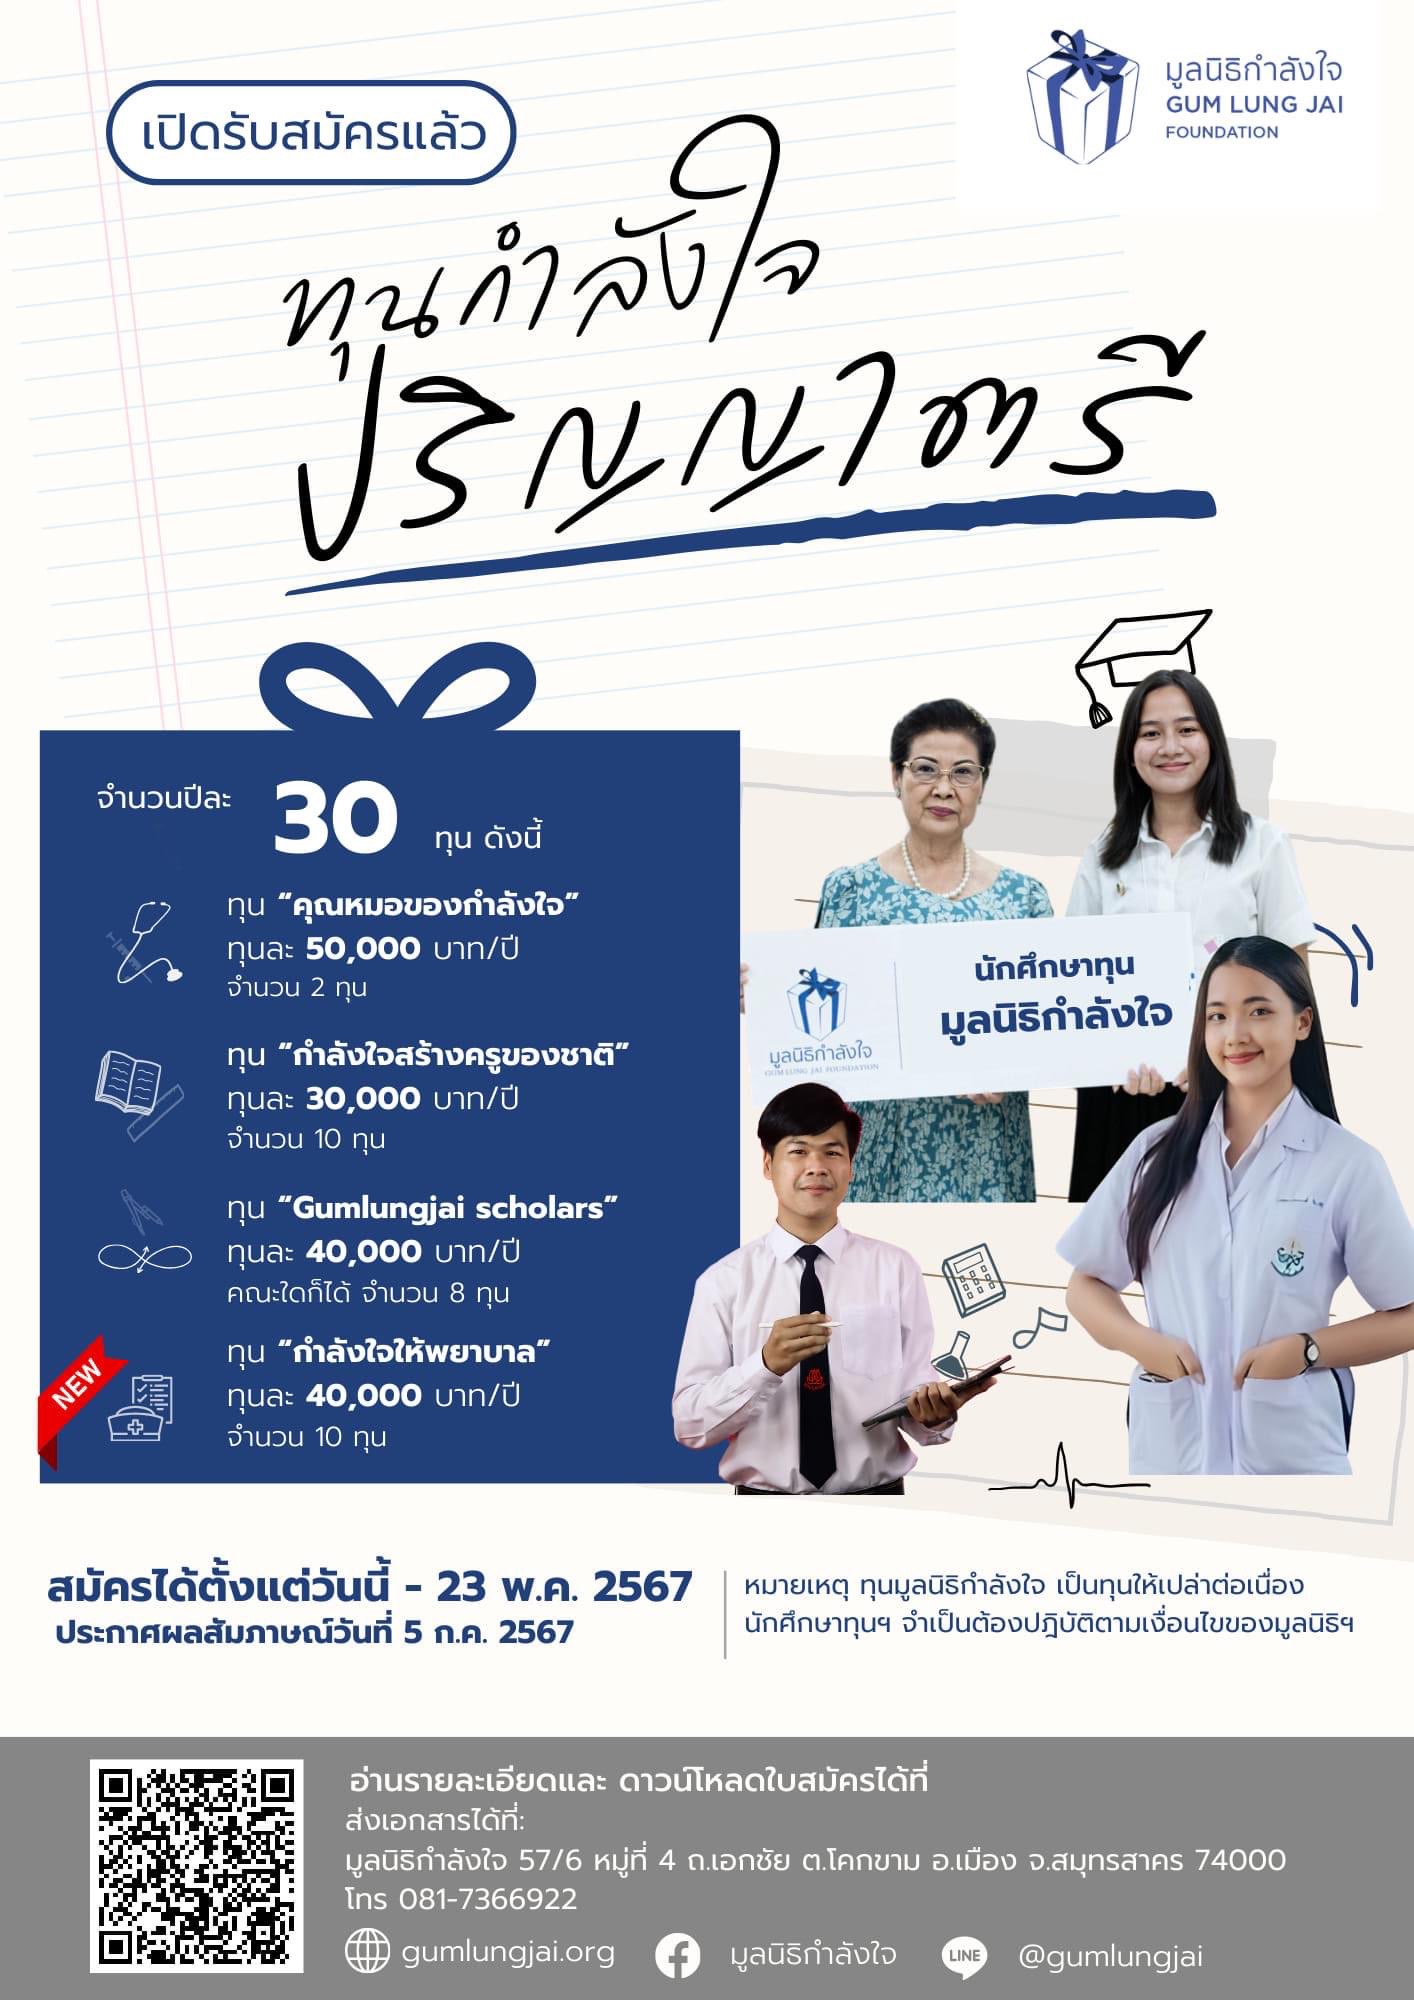 มูลนิธิกำลังใจ
GUM LUNG JAI
FOUNDATION
เปิดรับสมัครแล้ว
ทุนกำลังใจ
ปริญญาตรี
จำนวนปีละ 30 ทุน ดังนี้
ทุน “คุณหมอของกำลังใจ”
ทุนละ 50,000 บาท/ปี
จำนวน 2 ทุน
ทุน “กำลังใจสร้างครูของชาติ”
ทุนละ 30,000 บาท/ปี
จำนวน 10 ทุน
ทุน “Gumlungjai scholars”
ทุนละ 40,000 บาท/ปี
คณะใดก็ได้ จำนวน 8 ทุน
NEW
ทุน “กำลังใจให้พยาบาล”
ทุนละ 40,000 บาท/ปี
จำนวน 10 ทุน
นักศึกษาทุน
มูลนิธิกำลังใจ
มูลนิธิกำลังใจ
GUM LUNG JAI FOUNDATION
สมัครได้ตั้งแต่วันนี้ - 23 พ.ค. 2567
ประกาศผลสัมภาษณ์วันที่ 5 ก.ค. 2567
หมายเหตุ ทุนมูลนิธิกำลังใจ เป็นทุนให้เปล่าต่อเนื่อง
นักศึกษาทุนฯ จำเป็นต้องปฎิบัติตามเงื่อนไขของมูลนิธิฯ
อ่านรายละเอียดและ ดาวน์โหลดใบสมัครได้ที่
ส่งเอกสารได้ที่:
มูลนิธิกำลังใจ 57/6 หมู่ที่ 4 ถ.เอกชัย ต.โคกขาม อ.เมือง จ.สมุทรสาคร 74000
โทร 081-7366922
gumlungjai.org
มูลนิธิกำลังใจ
LINE
@gumlungjai